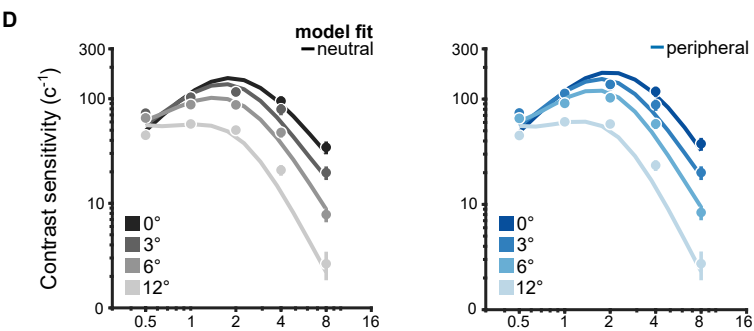 D
model fit
neutral
Contrast sensitivity (c⁻¹)
300
100
10
0
0°
3°
6°
12°
0.5 1 2 4 8 16
peripheral
300
100
10
0
0°
3°
6°
12°
0.5 1 2 4 8 16